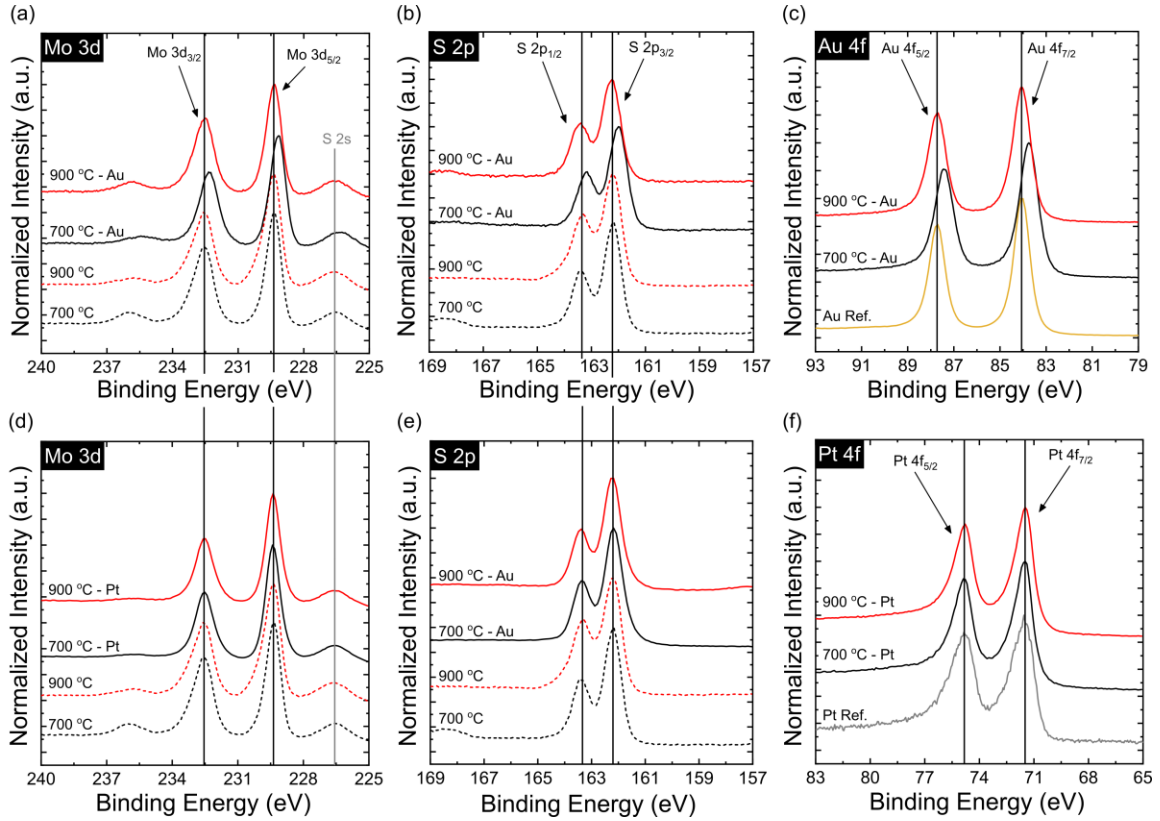 (a)
Mo 3d
Mo 3d3/2
Mo 3d5/2
S 2s
900 °C - Au
700 °C - Au
900 °C
700 °C
240 237 234 231 228 225
Binding Energy (eV)
Normalized Intensity (a.u.)
(b)
S 2p
S 2p1/2
S 2p3/2
900 °C - Au
700 °C - Au
900 °C
700 °C
169 167 165 163 161 159 157
Binding Energy (eV)
Normalized Intensity (a.u.)
(c)
Au 4f
Au 4f5/2
Au 4f7/2
900 °C - Au
700 °C - Au
Au Ref.
93 91 89 87 85 83 81 79
Binding Energy (eV)
Normalized Intensity (a.u.)
(d)
Mo 3d
900 °C - Pt
700 °C - Pt
900 °C
700 °C
240 237 234 231 228 225
Binding Energy (eV)
Normalized Intensity (a.u.)
(e)
S 2p
900 °C - Au
700 °C - Au
900 °C
700 °C
169 167 165 163 161 159 157
Binding Energy (eV)
Normalized Intensity (a.u.)
(f)
Pt 4f
Pt 4f5/2
Pt 4f7/2
900 °C - Pt
700 °C - Pt
Pt Ref.
83 80 77 74 71 68 65
Binding Energy (eV)
Normalized Intensity (a.u.)